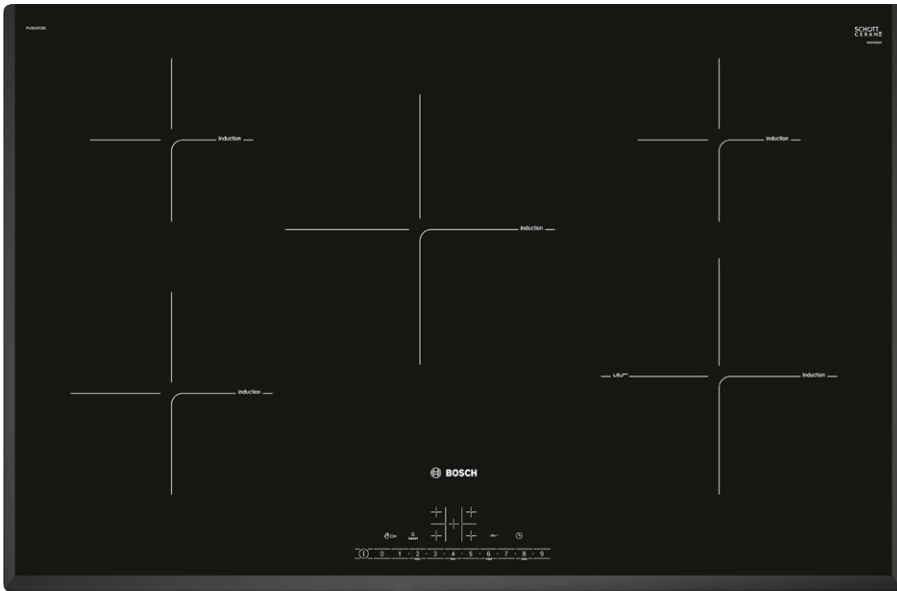 SCHOTT
CERAN®
induction
induction
induction
induction
induction
BOSCH
0 1 · 2 · 3 · 4 · 5 · 6 · 7 · 8 · 9